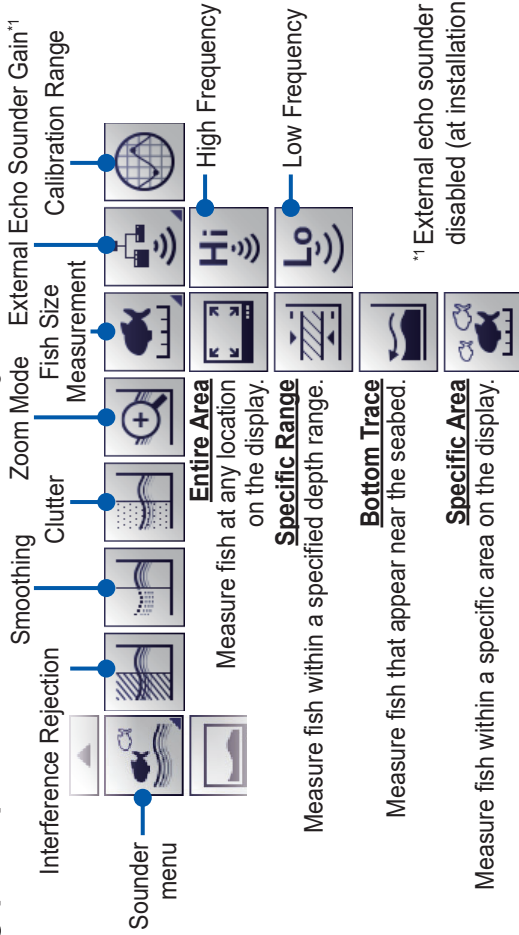 Interference Rejection
Smoothing
Clutter
Zoom Mode
Fish Size
Measurement
External Echo Sounder Gain*1
Calibration Range
Sounder
menu
Entire Area
Measure fish at any location
on the display.
Specific Range
Measure fish within a specified depth range.
Bottom Trace
Measure fish that appear near the seabed.
Specific Area
Measure fish within a specific area on the display.
Hi
High Frequency
Lo
Low Frequency
*1 External echo sounder
disabled (at installation